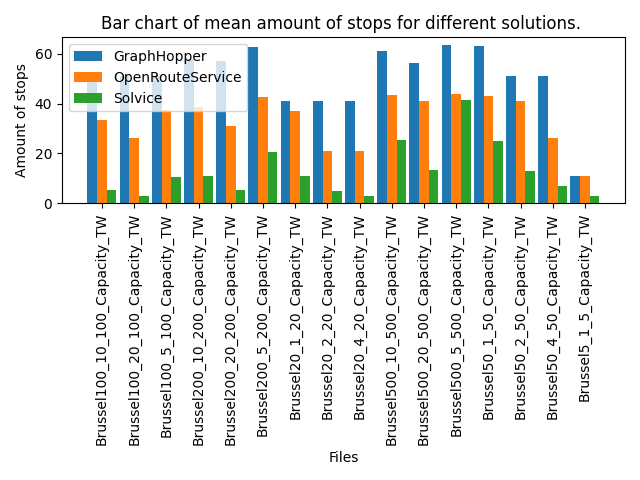 Bar chart of mean amount of stops for different solutions.
60
40
20
0
Amount of stops
GraphHopper
OpenRouteService
Solvice
Brussel100_10_100_Capacity_TW
Brussel100_20_100_Capacity_TW
Brussel100_5_100_Capacity_TW
Brussel200_10_200_Capacity_TW
Brussel200_20_200_Capacity_TW
Brussel200_5_200_Capacity_TW
Brussel20_1_20_Capacity_TW
Brussel20_2_20_Capacity_TW
Brussel20_4_20_Capacity_TW
Brussel500_10_500_Capacity_TW
Brussel500_20_500_Capacity_TW
Brussel500_5_500_Capacity_TW
Brussel50_1_50_Capacity_TW
Brussel50_2_50_Capacity_TW
Brussel50_4_50_Capacity_TW
Brussel5_1_5_Capacity_TW
Files